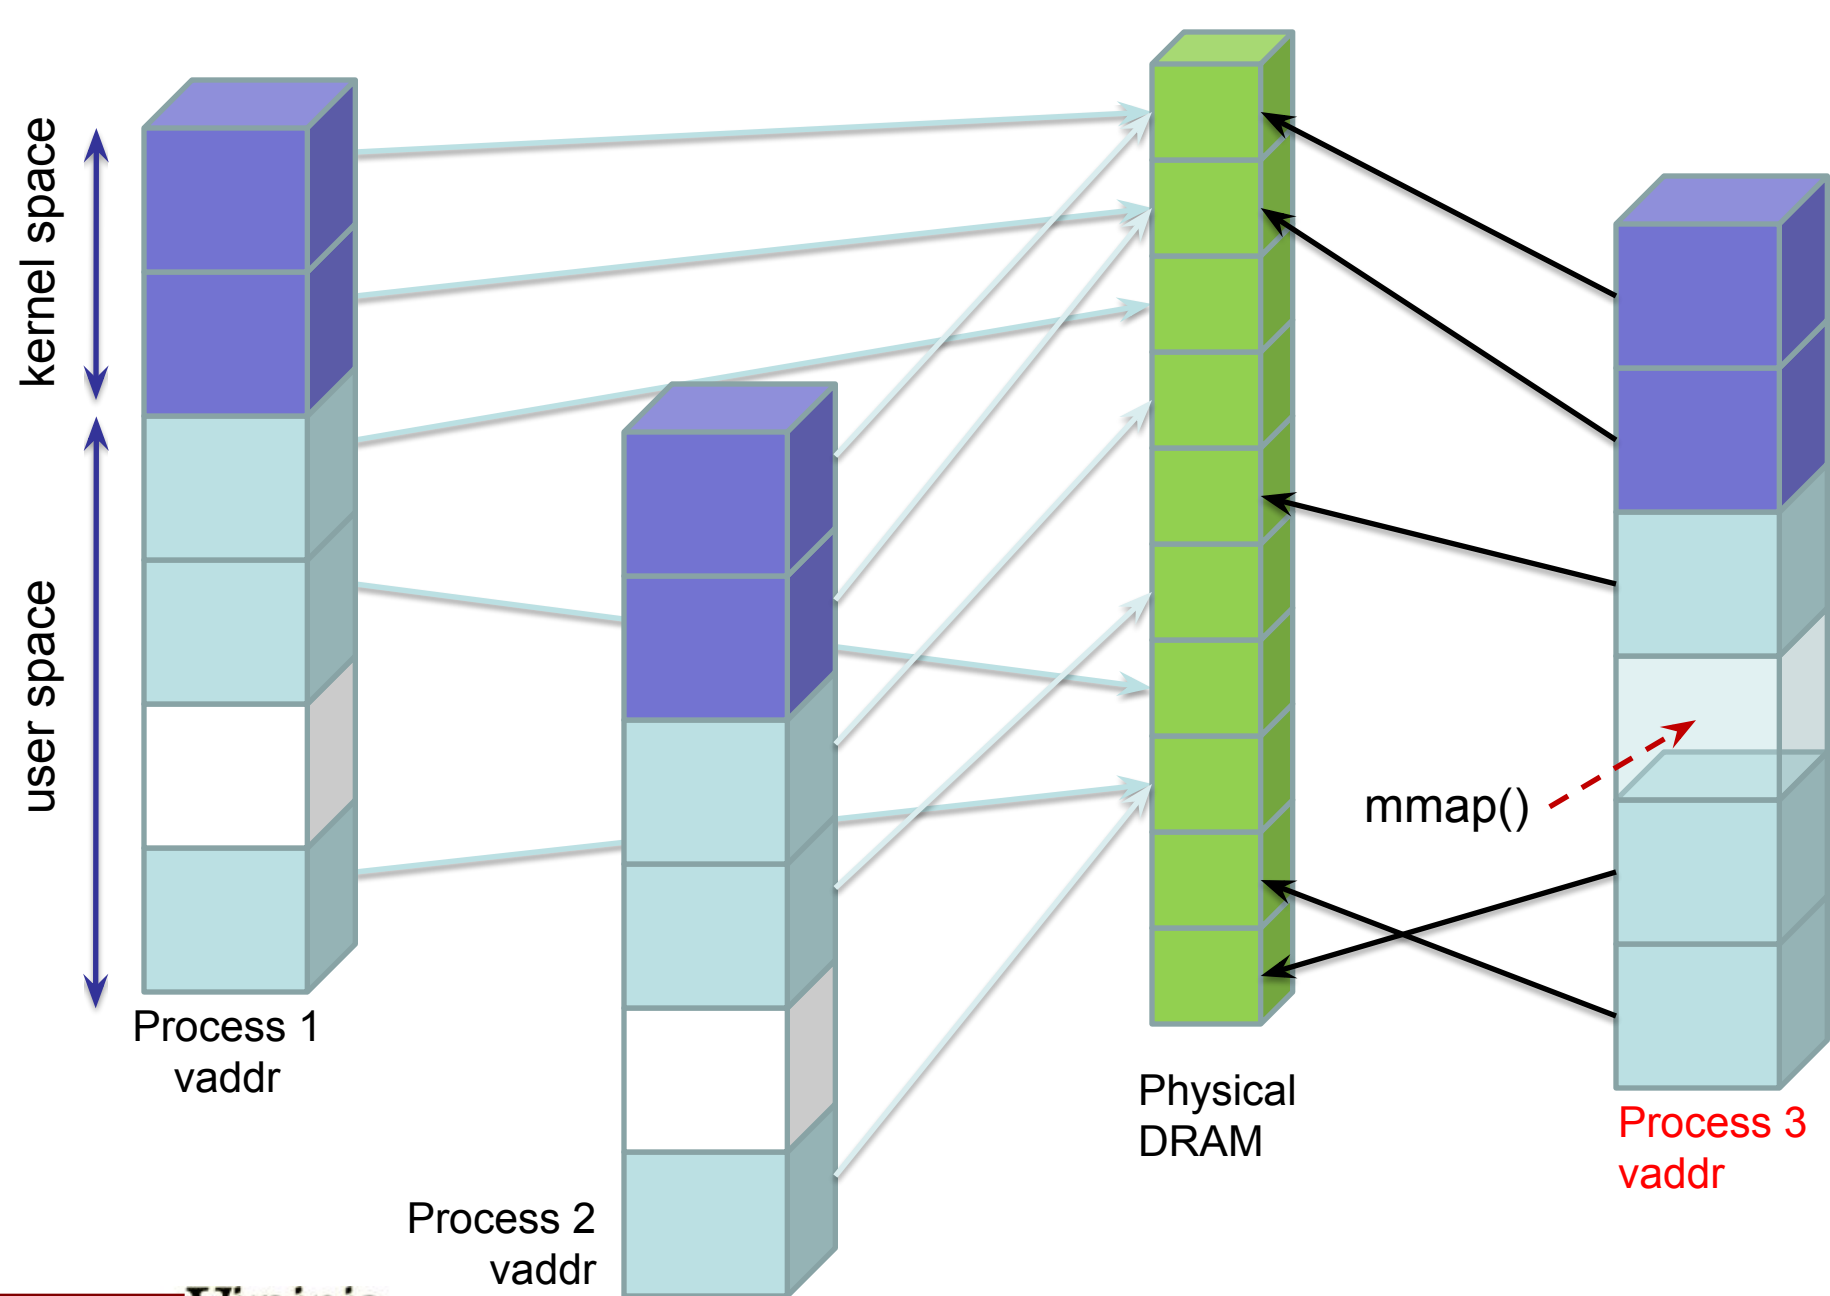 kernel space
user space
Process 1
vaddr
Process 2
vaddr
Physical
DRAM
mmap()
Process 3
vaddr